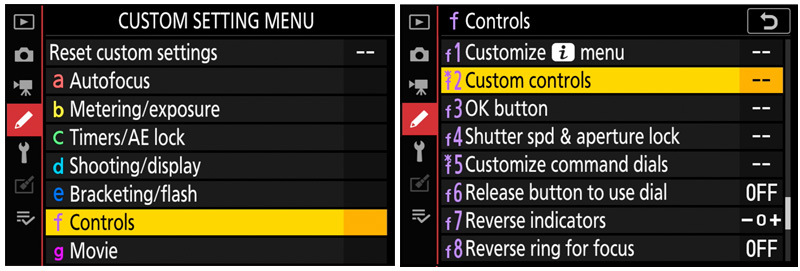 CUSTOM SETTING MENU
Reset custom settings --
a Autofocus
b Metering/exposure
c Timers/AE lock
d Shooting/display
e Bracketing/flash
f Controls
g Movie
f Controls
f1 Customize i menu --
*f2 Custom controls --
f3 OK button --
f4 Shutter spd & aperture lock --
*f5 Customize command dials --
f6 Release button to use dial OFF
f7 Reverse indicators −0+
f8 Reverse ring for focus OFF